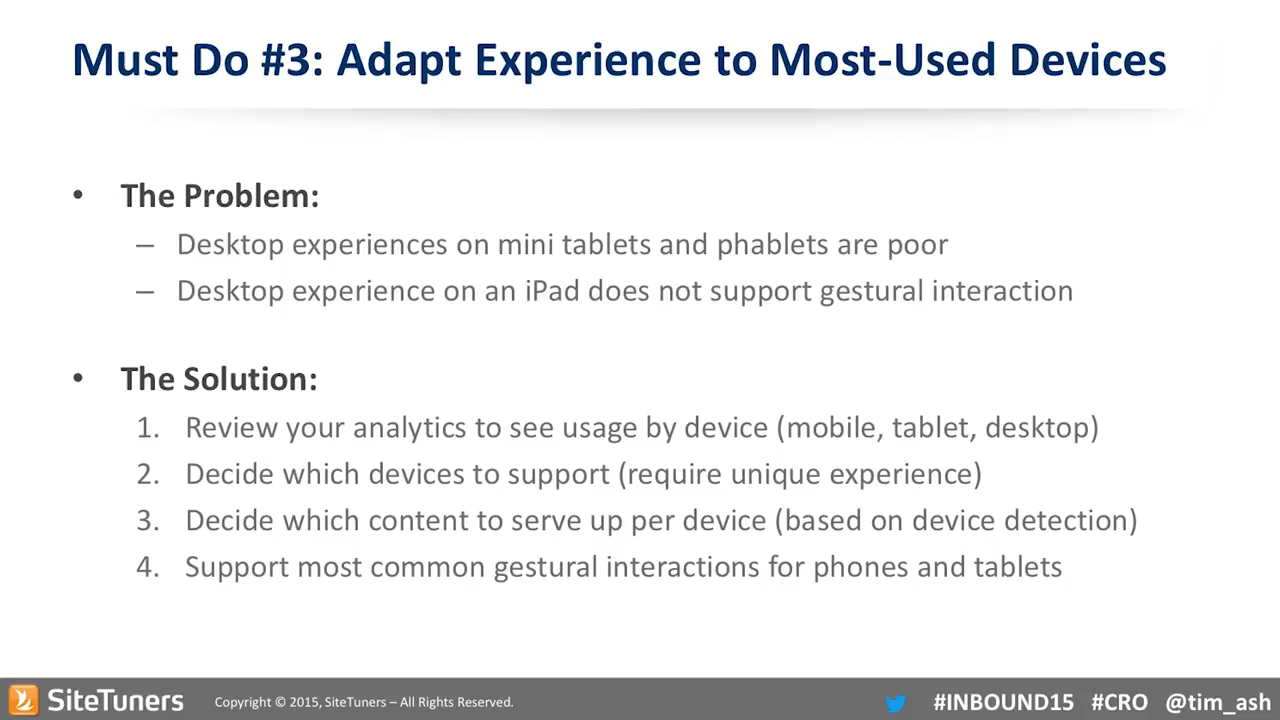 Must Do #3: Adapt Experience to Most-Used Devices
• The Problem:
– Desktop experiences on mini tablets and phablets are poor
– Desktop experience on an iPad does not support gestural interaction
• The Solution:
1. Review your analytics to see usage by device (mobile, tablet, desktop)
2. Decide which devices to support (require unique experience)
3. Decide which content to serve up per device (based on device detection)
4. Support most common gestural interactions for phones and tablets
SiteTuners Copyright © 2015, SiteTuners – All Rights Reserved. #INBOUND15 #CRO @tim_ash